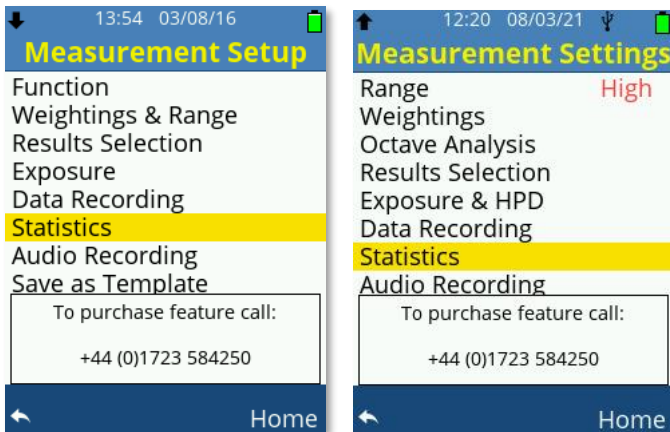 13:54 03/08/16
Measurement Setup
Function
Weightings & Range
Results Selection
Exposure
Data Recording
Statistics
Audio Recording
Save as Template
To purchase feature call:
+44 (0)1723 584250
Home
12:20 08/03/21
Measurement Settings
Range High
Weightings
Octave Analysis
Results Selection
Exposure & HPD
Data Recording
Statistics
Audio Recording
To purchase feature call:
+44 (0)1723 584250
Home